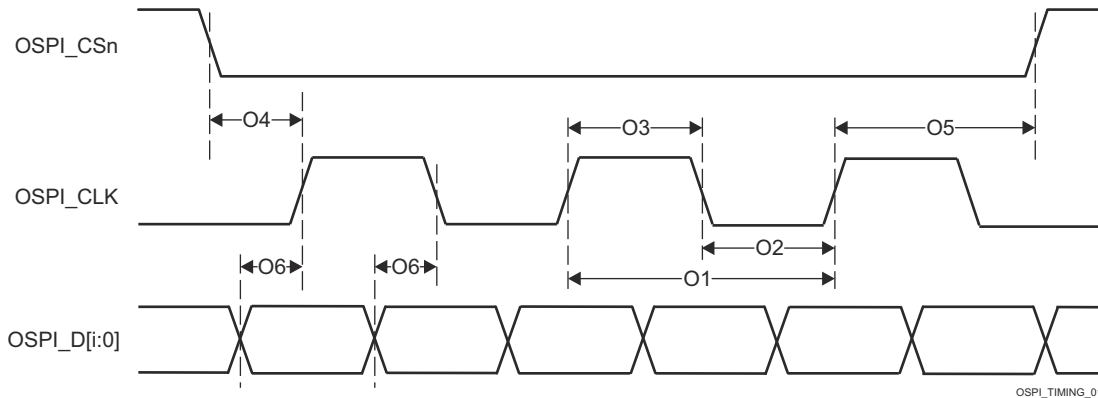 OSPI_CSn
O4
O3
O5
OSPI_CLK
O2
O6
O6
O1
OSPI_D[i:0]
OSPI_TIMING_0